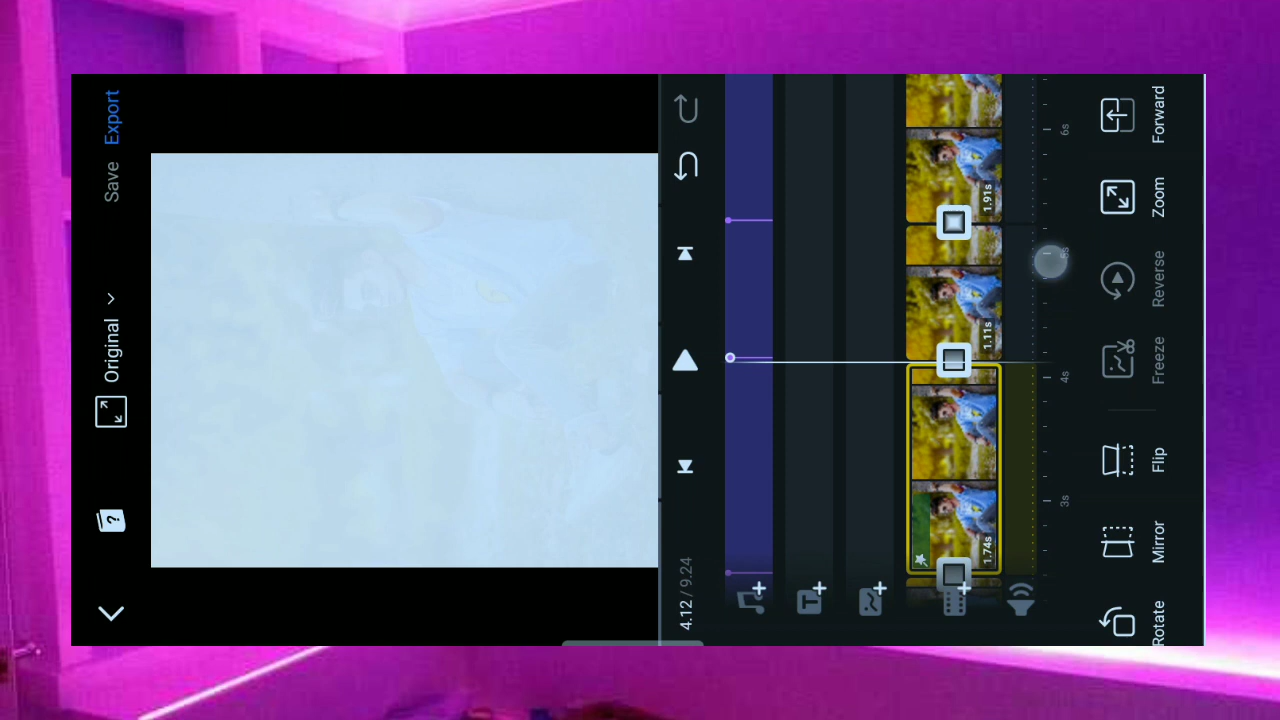 Original
Save
Export
4.12 / 9.24
1.74s
1.11s
1.91s
3s
4s
6s
Rotate
Mirror
Flip
Freeze
Reverse
Zoom
Forward